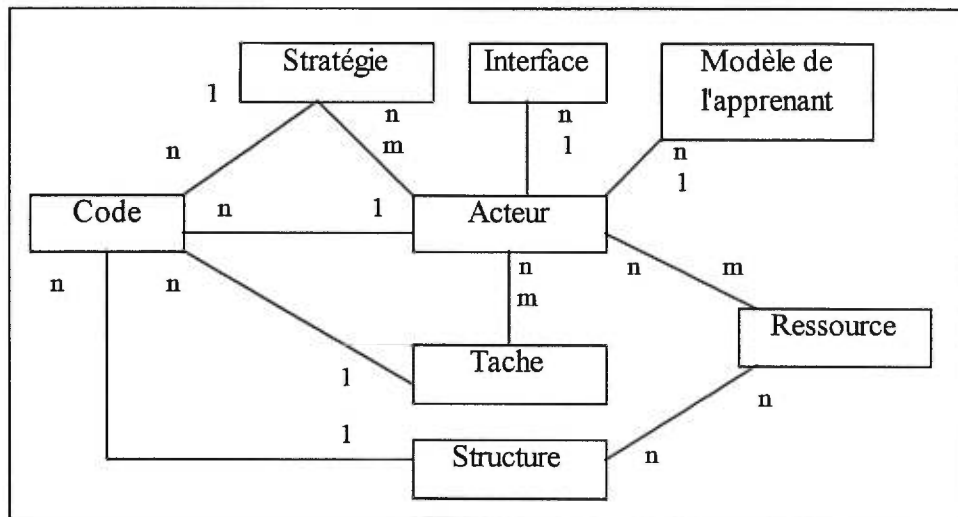 Stratégie
Interface
Modèle de
l'apprenant
1
n
n
n
m
1
n
n
1
Code
n
1
Acteur
n
n
n
n
m
m
Ressource
1
Tache
n
1
Structure
n